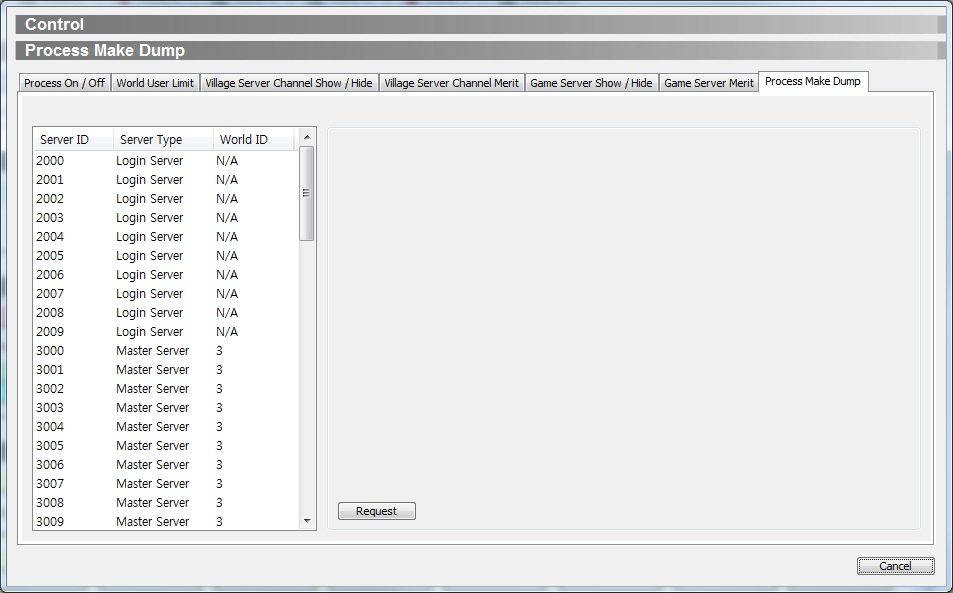 Control
Process Make Dump
Process On / Off World User Limit Village Server Channel Show / Hide Village Server Channel Merit Game Server Show / Hide Game Server Merit Process Make Dump
Server ID Server Type World ID
2000 Login Server N/A
2001 Login Server N/A
2002 Login Server N/A
2003 Login Server N/A
2004 Login Server N/A
2005 Login Server N/A
2006 Login Server N/A
2007 Login Server N/A
2008 Login Server N/A
2009 Login Server N/A
3000 Master Server 3
3001 Master Server 3
3002 Master Server 3
3003 Master Server 3
3004 Master Server 3
3005 Master Server 3
3006 Master Server 3
3007 Master Server 3
3008 Master Server 3
3009 Master Server 3
Request
Cancel